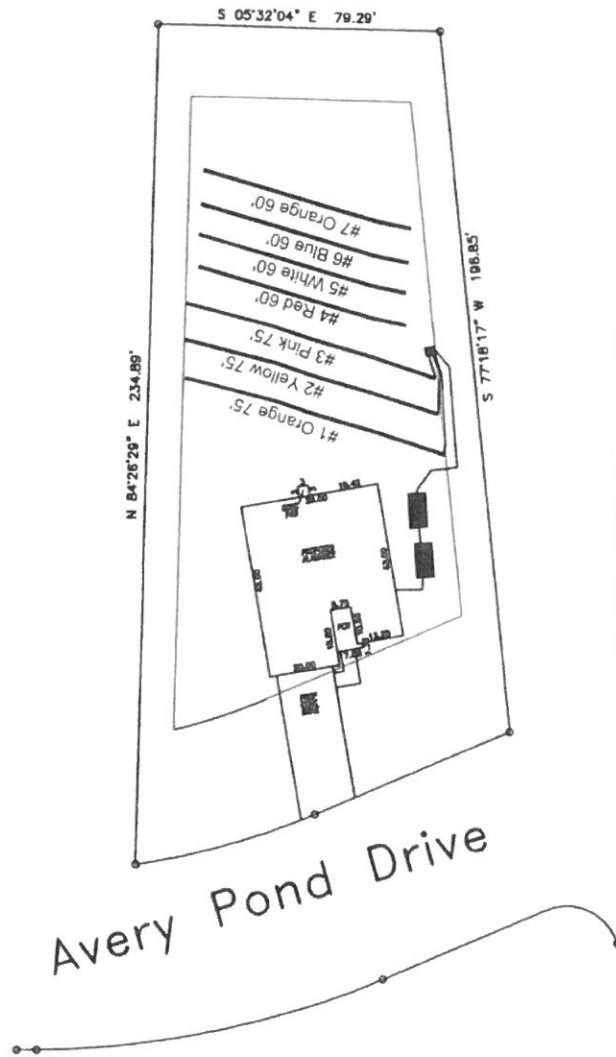 S 05°32'04" E 79.29'
N 84°26'29" E 234.89'
S 77°18'17" W 196.85'
#7 Orange 60'
#6 Blue 60'
#5 White 60'
#4 Red 60'
#3 Pink 75'
#2 Yellow 75'
#1 Orange 75'
20.00
Avery Pond Drive